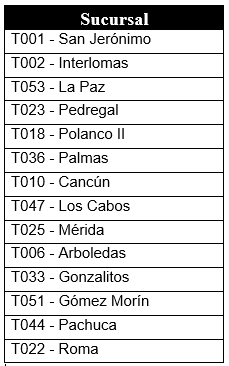 Sucursal
T001 - San Jerónimo
T002 - Interlomas
T053 - La Paz
T023 - Pedregal
T018 - Polanco II
T036 - Palmas
T010 - Cancún
T047 - Los Cabos
T025 - Mérida
T006 - Arboledas
T033 - Gonzalitos
T051 - Gómez Morín
T044 - Pachuca
T022 - Roma